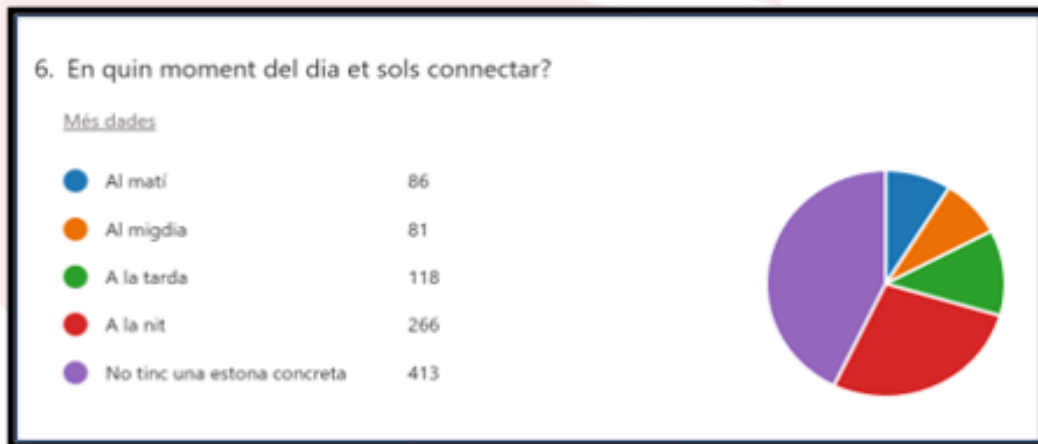 6. En quin moment del dia et sols connectar?
Més dades
Al matí 86
Al migdia 81
A la tarda 118
A la nit 266
No tinc una estona concreta 413